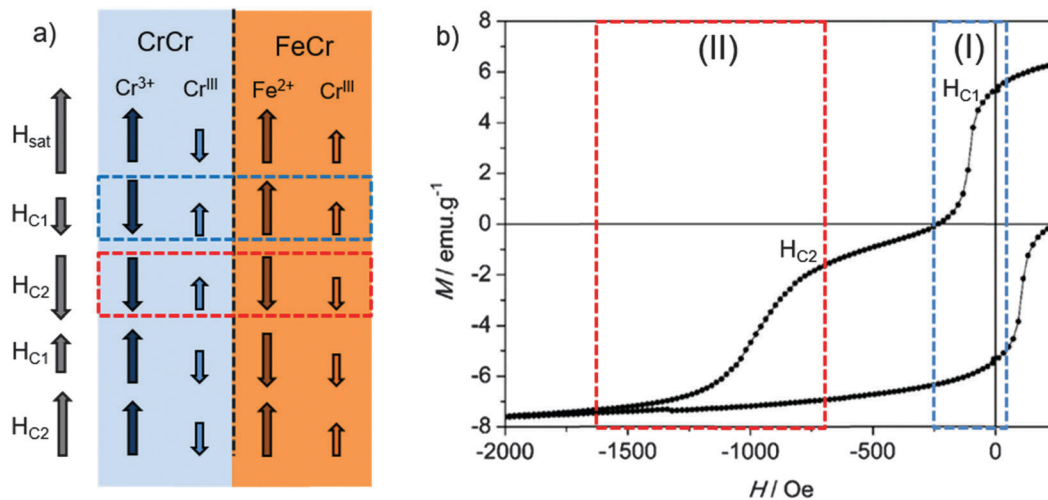 a)
CrCr FeCr
Cr³⁺ Crᴵᴵᴵ Fe²⁺ Crᴵᴵᴵ
Hsat
HC1
HC2
HC1
HC2
b)
(II) (I)
HC1
HC2
M / emu.g⁻¹
8
6
4
2
0
-2
-4
-6
-8
-2000 -1500 -1000 -500 0
H / Oe